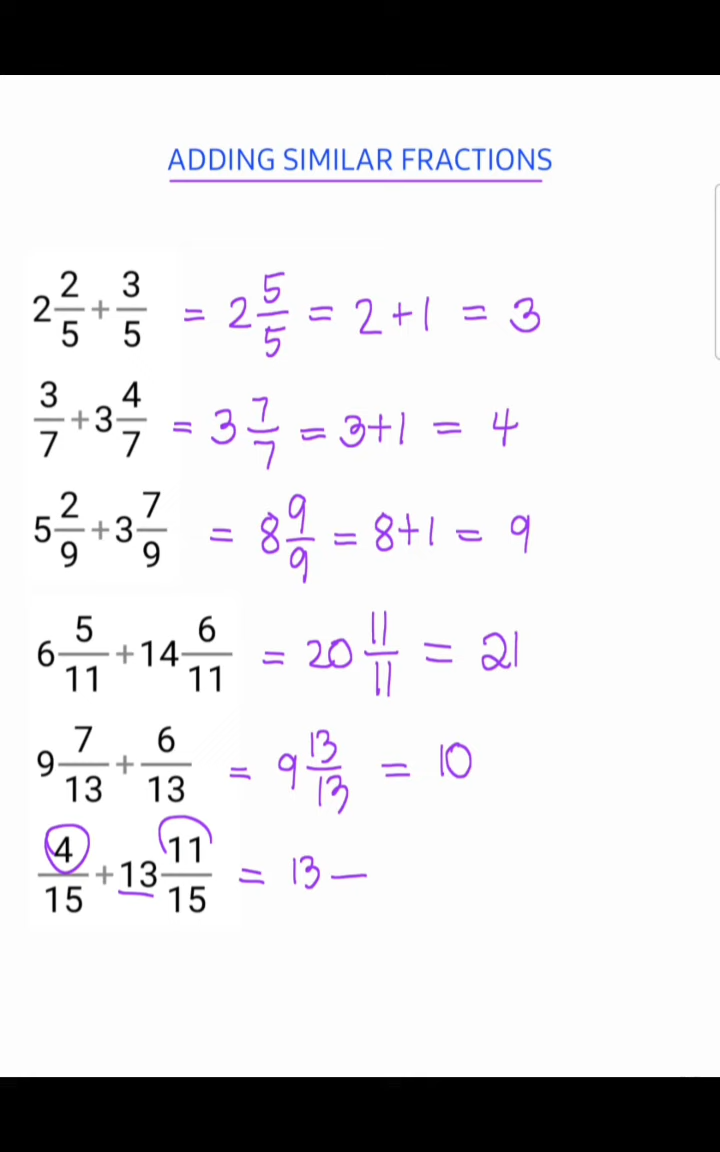 ADDING SIMILAR FRACTIONS
2 2/5 + 3/5 = 2 5/5 = 2+1 = 3
3/7 + 3 4/7 = 3 7/7 = 3+1 = 4
5 2/9 + 3 7/9 = 8 9/9 = 8+1 = 9
6 5/11 + 14 6/11 = 20 11/11 = 21
9 7/13 + 6/13 = 9 13/13 = 10
4/15 + 13 11/15 = 13 —